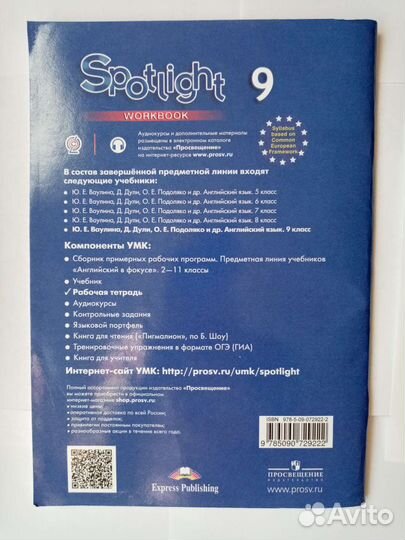 Spotlight 9
WORKBOOK
Аудиокурсы и дополнительные материалы
размещены в электронном каталоге
издательства «Просвещение»
на интернет-ресурсе www.prosv.ru
Syllabus
based on
Common
European
Framework
В состав завершённой предметной линии входят
следующие учебники:
• Ю. Е. Ваулина, Д. Дули, О. Е. Подоляко и др. Английский язык. 5 класс
• Ю. Е. Ваулина, Д. Дули, О. Е. Подоляко и др. Английский язык. 6 класс
• Ю. Е. Ваулина, Д. Дули, О. Е. Подоляко и др. Английский язык. 7 класс
• Ю. Е. Ваулина, Д. Дули, О. Е. Подоляко и др. Английский язык. 8 класс
• Ю. Е. Ваулина, Д. Дули, О. Е. Подоляко и др. Английский язык. 9 класс
Компоненты УМК:
• Сборник примерных рабочих программ. Предметная линия учебников
«Английский в фокусе». 2—11 классы
• Учебник
✓ Рабочая тетрадь
• Аудиокурсы
• Контрольные задания
• Языковой портфель
• Книга для чтения («Пигмалион», по Б. Шоу)
• Тренировочные упражнения в формате ОГЭ (ГИА)
• Книга для учителя
Интернет-сайт УМК: http://prosv.ru/umk/spotlight
Полный ассортимент продукции издательства «Просвещение»
вы можете приобрести в официальном
интернет-магазине shop.prosv.ru:
• низкие цены;
• оперативная доставка по всей России;
• защита от подделок;
• привилегии постоянным покупателям;
• разнообразные акции в течение всего года.
ISBN 978-5-09-072922-2
9 785090 729222
Express Publishing
ПРОСВЕЩЕНИЕ
ИЗДАТЕЛЬСТВО
www.prosv.ru
Avito